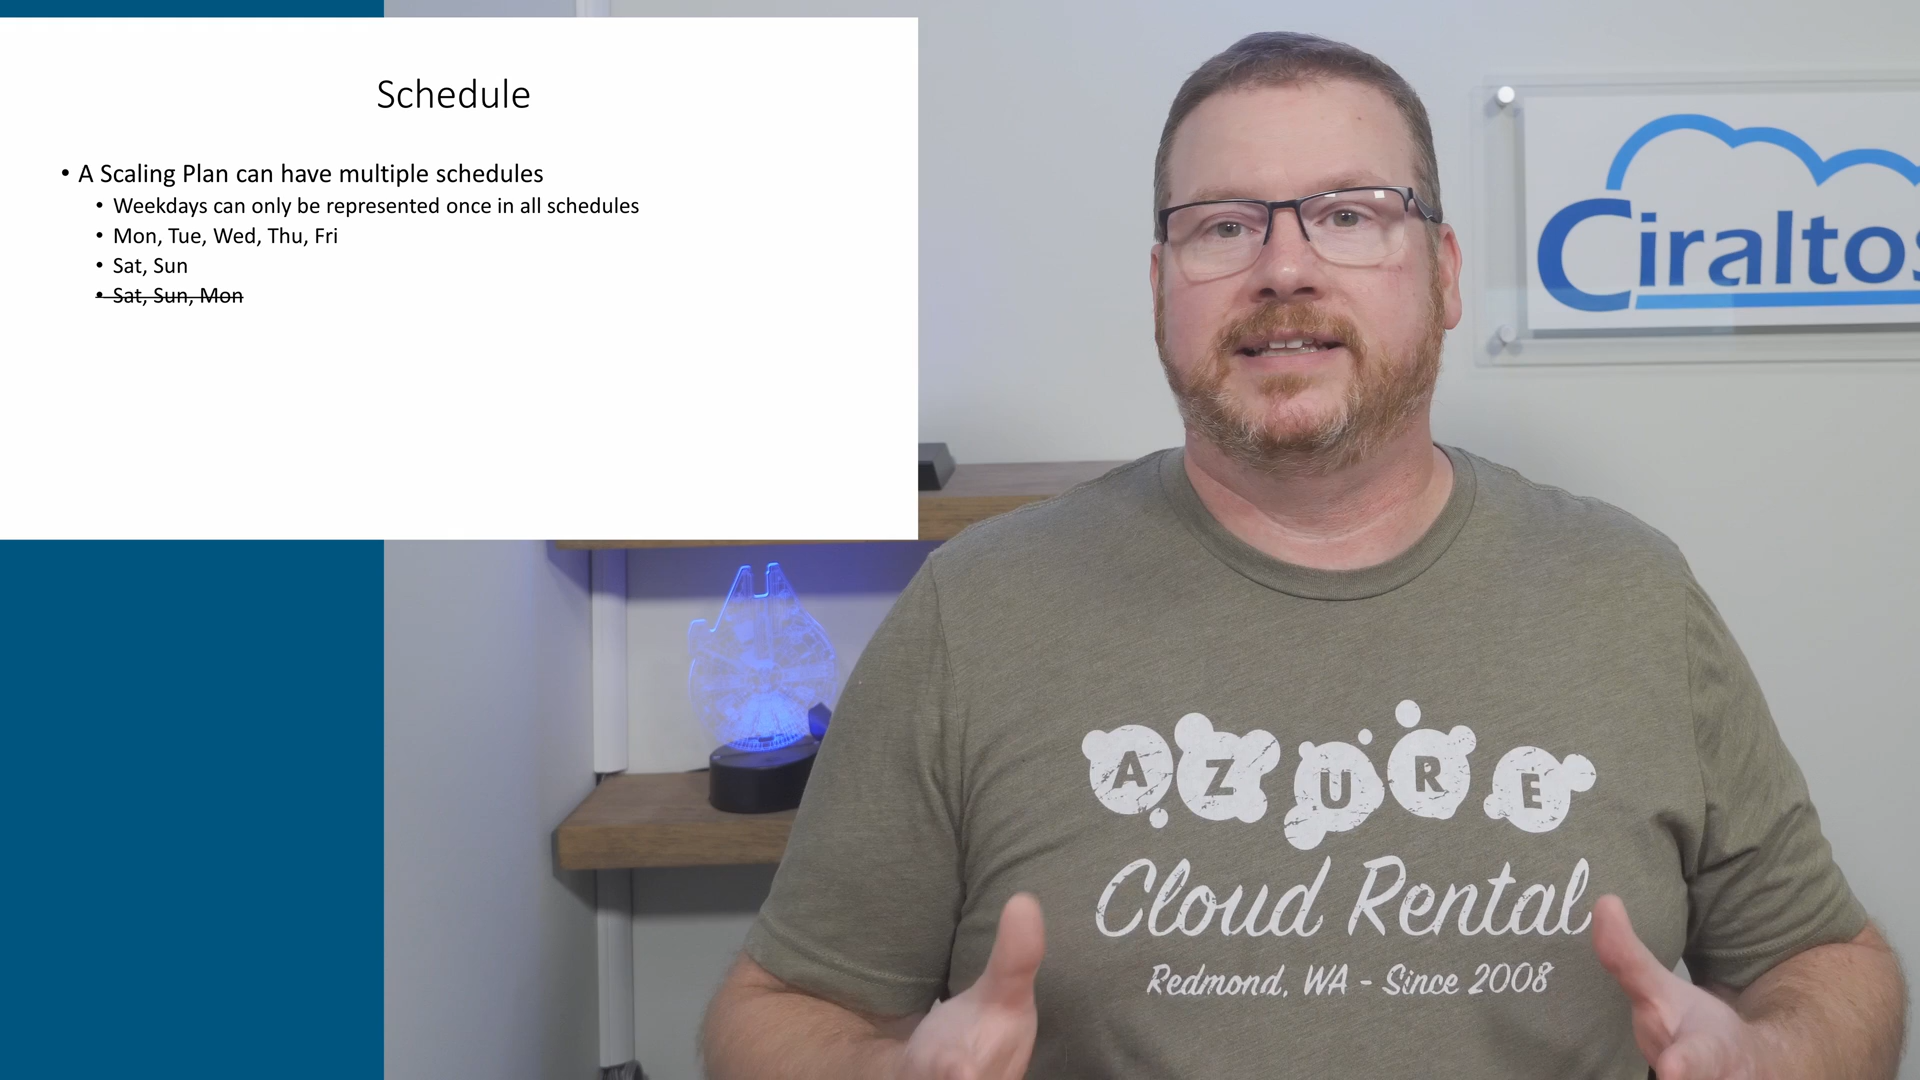 Schedule
• A Scaling Plan can have multiple schedules
• Weekdays can only be represented once in all schedules
• Mon, Tue, Wed, Thu, Fri
• Sat, Sun
• Sat, Sun, Mon
Ciraltos
AZURE
Cloud Rental
Redmond, WA - Since 2008